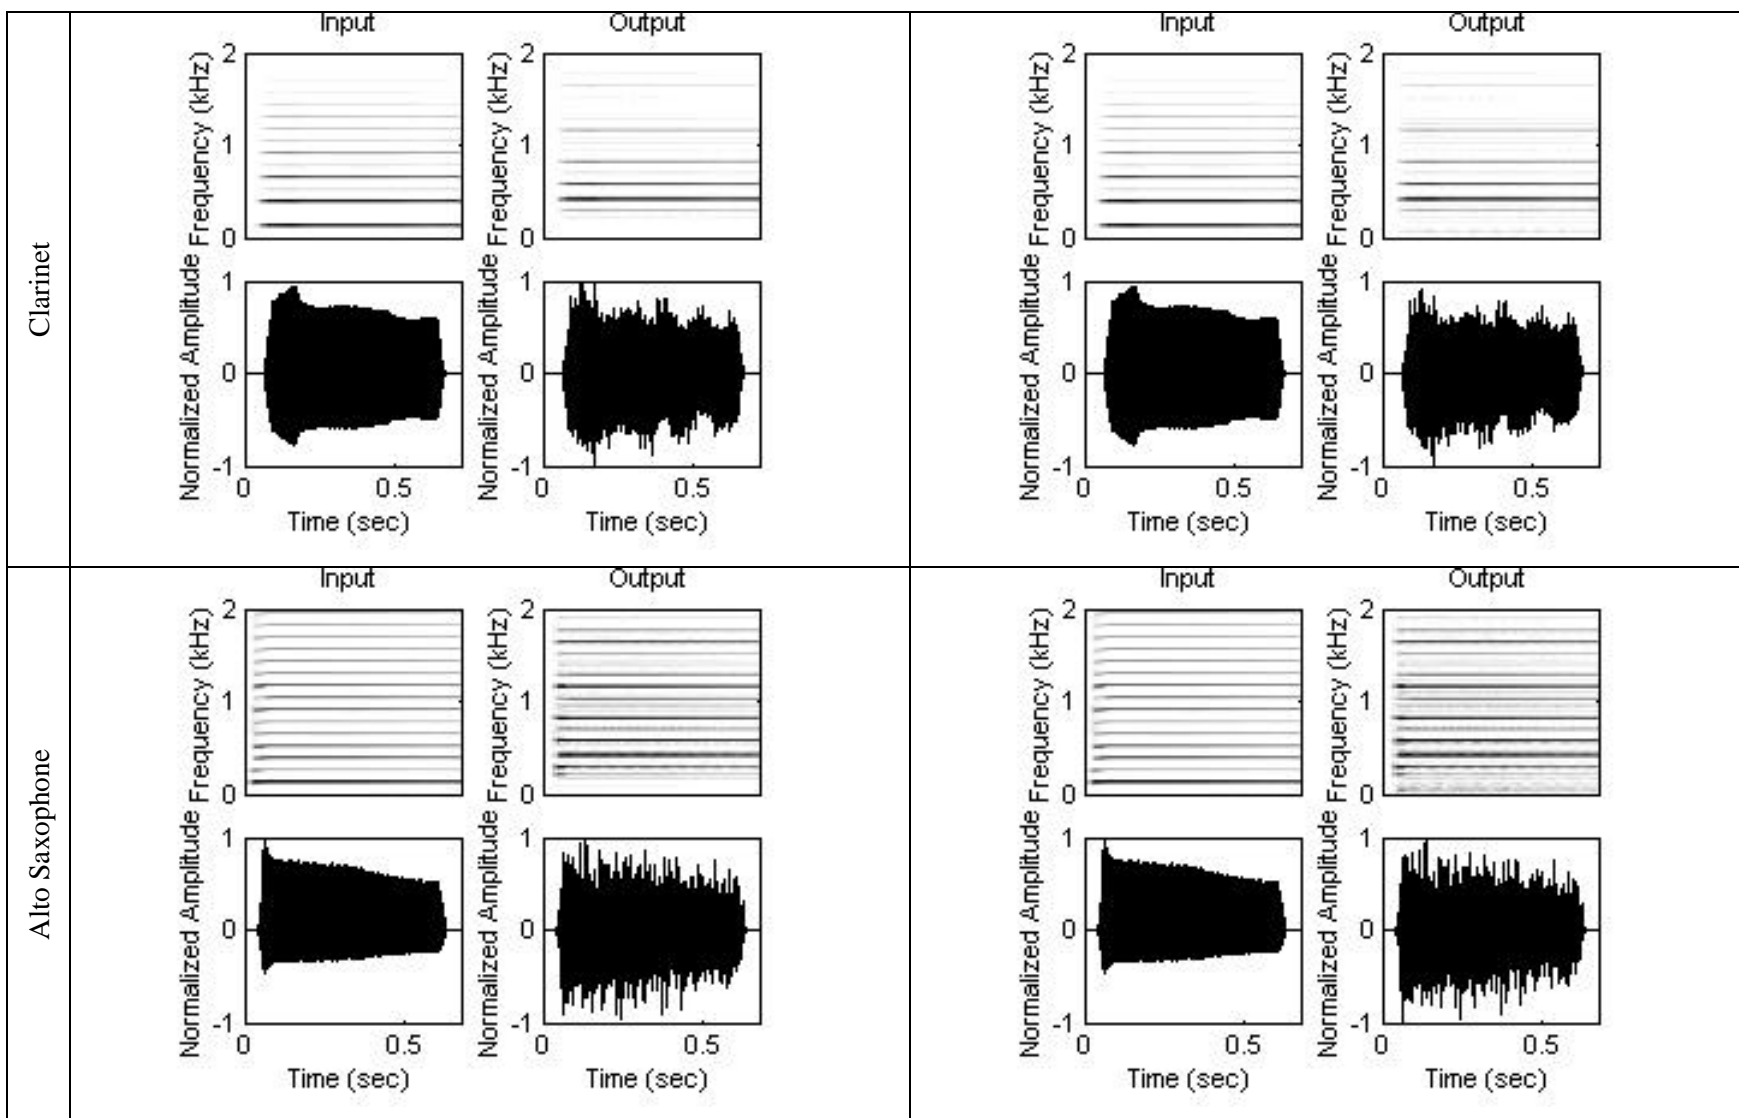 Clarinet
Input
Output
Frequency (kHz)
2
1
0
Frequency (kHz)
2
1
0
Normalized Amplitude
1
0
-1
0
0.5
Time (sec)
Normalized Amplitude
1
0
-1
0
0.5
Time (sec)
Input
Output
Frequency (kHz)
2
1
0
Frequency (kHz)
2
1
0
Normalized Amplitude
1
0
-1
0
0.5
Time (sec)
Normalized Amplitude
1
0
-1
0
0.5
Time (sec)
Alto Saxophone
Input
Output
Frequency (kHz)
2
1
0
Frequency (kHz)
2
1
0
Normalized Amplitude
1
0
-1
0
0.5
Time (sec)
Normalized Amplitude
1
0
-1
0
0.5
Time (sec)
Input
Output
Frequency (kHz)
2
1
0
Frequency (kHz)
2
1
0
Normalized Amplitude
1
0
-1
0
0.5
Time (sec)
Normalized Amplitude
1
0
-1
0
0.5
Time (sec)